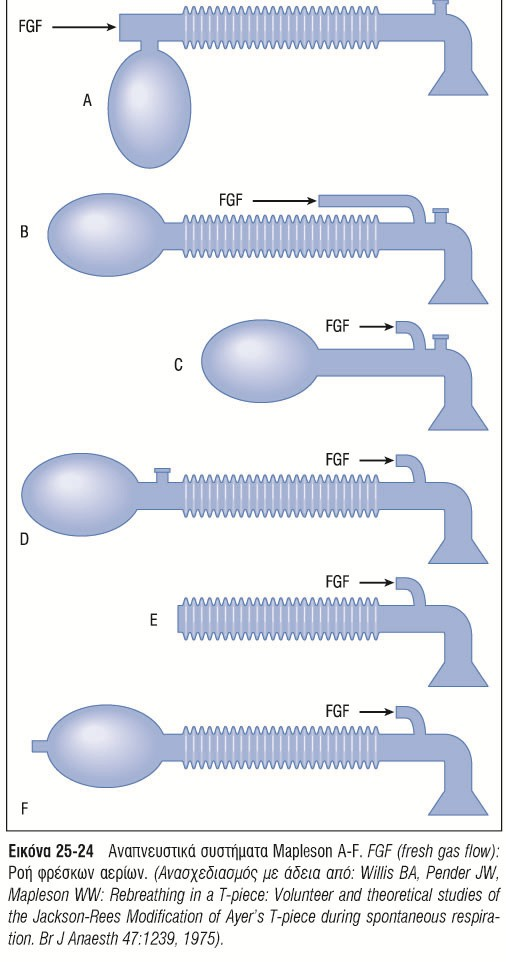 FGF
A
FGF
B
FGF
C
FGF
D
FGF
E
FGF
F
Εικόνα 25-24 Αναπνευστικά συστήματα Mapleson A-F. FGF (fresh gas flow):
Ροή φρέσκων αερίων. (Ανασχεδιασμός με άδεια από: Willis BA, Pender JW,
Mapleson WW: Rebreathing in a T-piece: Volunteer and theoretical studies of
the Jackson-Rees Modification of Ayer's T-piece during spontaneous respira-
tion. Br J Anaesth 47:1239, 1975).